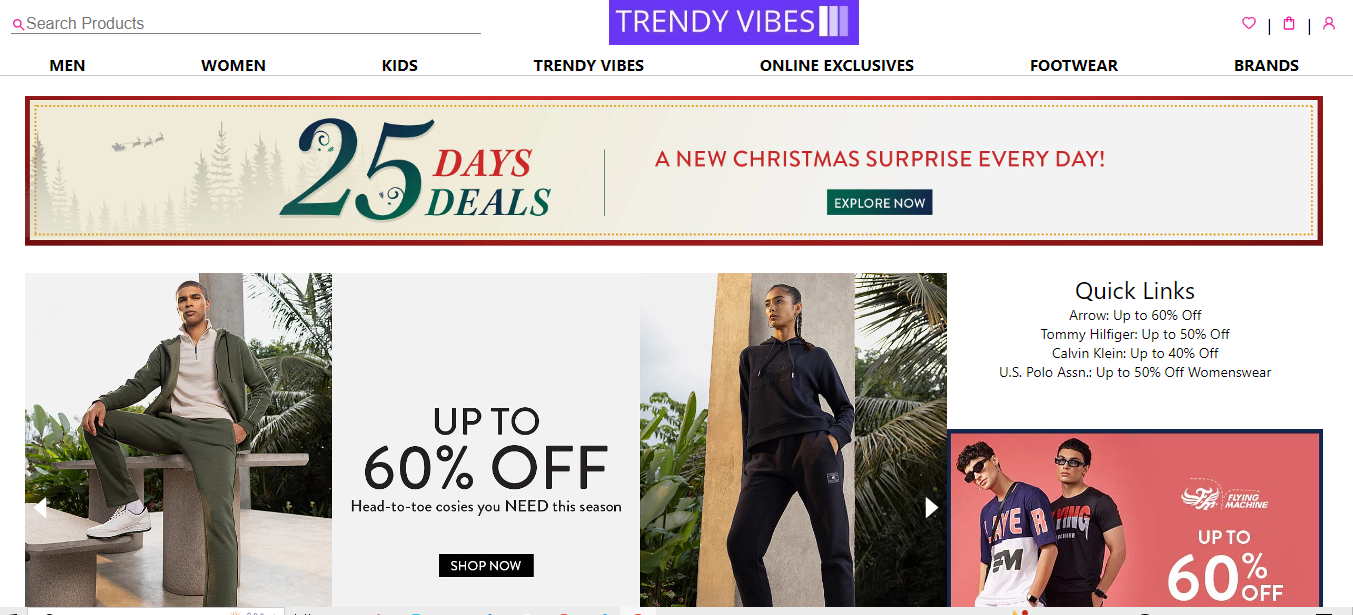 Search Products
TRENDY VIBES
MEN WOMEN KIDS TRENDY VIBES ONLINE EXCLUSIVES FOOTWEAR BRANDS
25 DAYS DEALS
A NEW CHRISTMAS SURPRISE EVERY DAY!
EXPLORE NOW
UP TO
60% OFF
Head-to-toe cosies you NEED this season
SHOP NOW
Quick Links
Arrow: Up to 60% Off
Tommy Hilfiger: Up to 50% Off
Calvin Klein: Up to 40% Off
U.S. Polo Assn.: Up to 50% Off Womenswear
FLYING
MACHINE
UP TO
60%
OFF